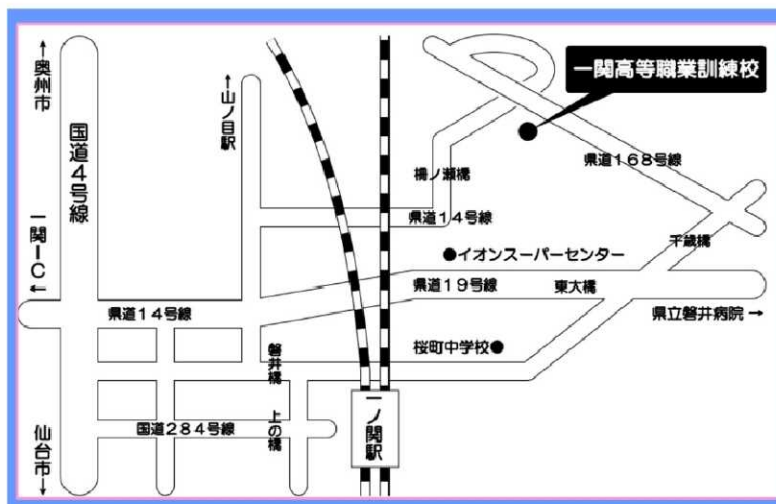 ↑奥州市
国道4号線
↑山ノ目駅
一関高等職業訓練校
県道168号線
柵ノ瀬橋
県道14号線
千歳橋
一関IC↓
●イオンスーパーセンター
県道19号線
東大橋
県道14号線
県立磐井病院→
磐井橋
桜町中学校●
上の橋
国道284号線
一ノ関駅
仙台市↓